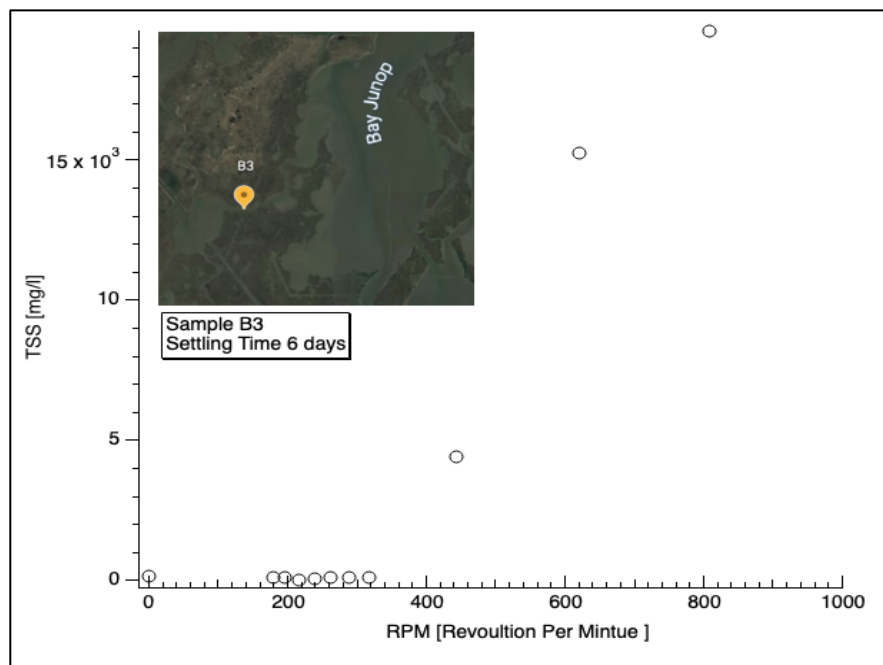 Bay Junop
B3
Sample B3
Settling Time 6 days
TSS [mg/l]
15 x 10³
10
5
0
0 200 400 600 800 1000
RPM [Revoultion Per Mintue ]